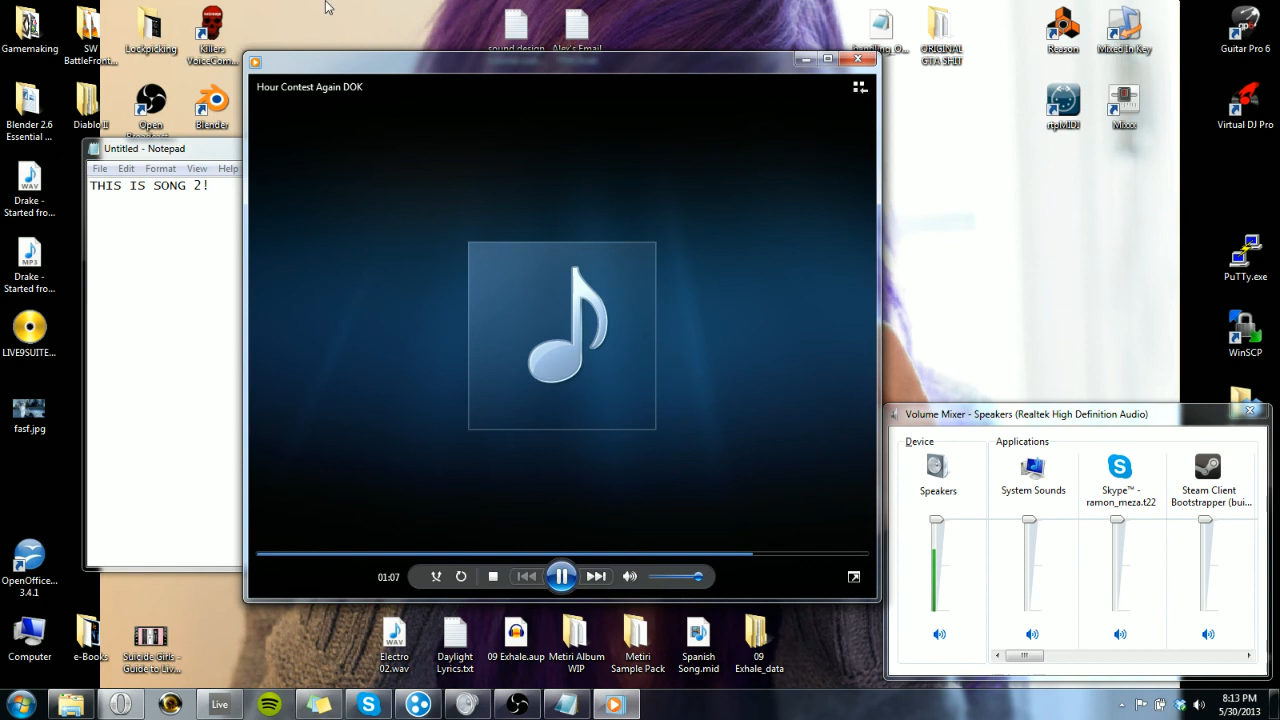 Gamemaking
SW
BattleFront...
Lockpicking
Killers
VoiceCom...
sound design
Alex's Email
ORIGINAL
GTA SHIT
Reason
Mixed In Key
Guitar Pro 6
Blender 2.6
Essential ...
Diablo II
Open
Blender
rtpMIDI
Mixxx
Virtual DJ Pro
Hour Contest Again DOK
Untitled - Notepad
File Edit Format View Help
THIS IS SONG 2!
Drake -
Started fro...
Drake -
Started fro...
PuTTy.exe
LIVE9SUITE...
WinSCP
fasf.jpg
Volume Mixer - Speakers (Realtek High Definition Audio)
Device
Applications
Speakers
System Sounds
Skype™ -
ramon_meza.t22
Steam Client
Bootstrapper (bui...
OpenOffice...
3.4.1
01:07
Computer
e-Books
Suicide Girls -
Guide to Liv...
Electro
02.wav
Daylight
Lyrics.txt
09 Exhale.aup
Metiri Album
WIP
Metiri
Sample Pack
Spanish
Song.mid
09
Exhale_data
Live
8:13 PM
5/30/2013